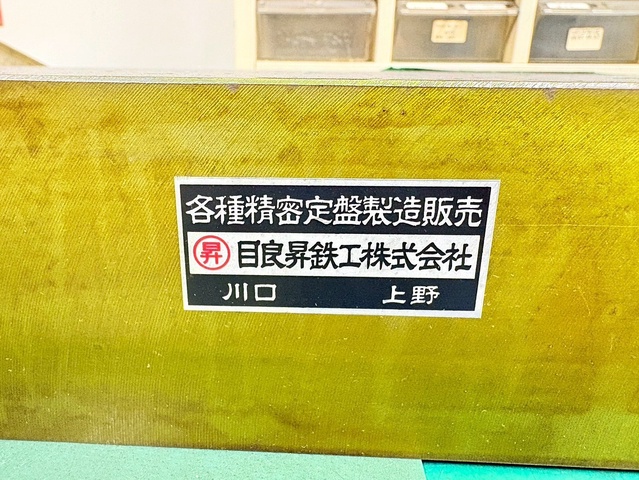 各種精密定盤製造販売
昇 目良昇鉄工株式会社
川口 上野